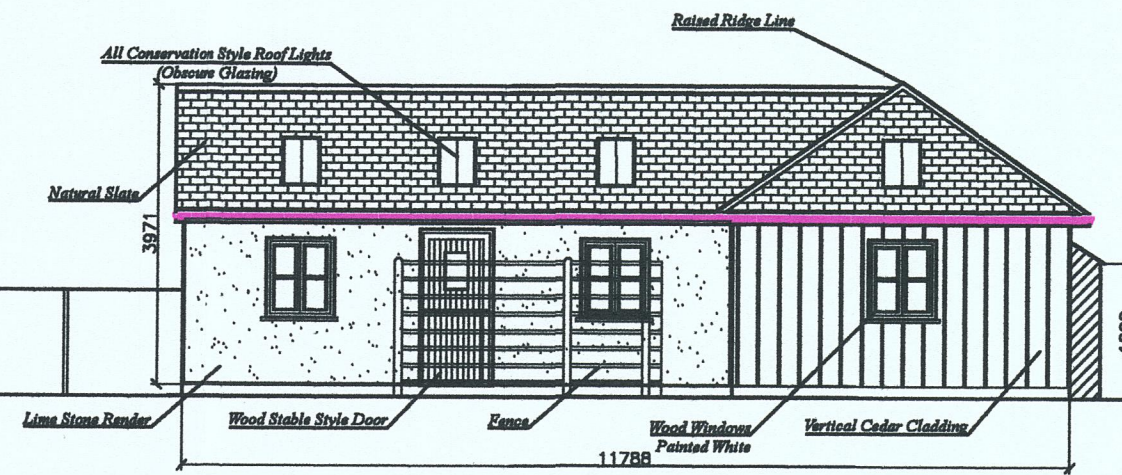 Raised Ridge Line
All Conservation Style Roof Lights
(Obscure Glazing)
Natural Slate
3971
Lime Stone Render
Wood Stable Style Door
Fence
Wood Windows
Painted White
Vertical Cedar Cladding
11788